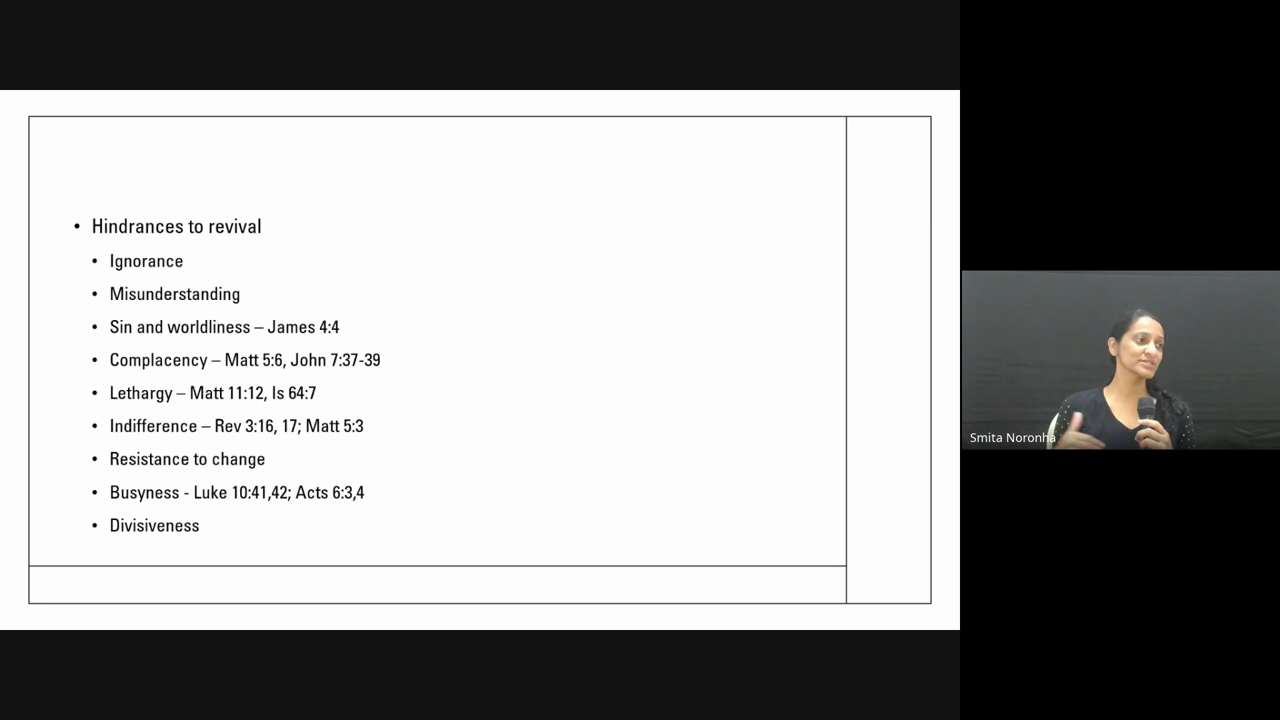 • Hindrances to revival
• Ignorance
• Misunderstanding
• Sin and worldliness – James 4:4
• Complacency – Matt 5:6, John 7:37-39
• Lethargy – Matt 11:12, Is 64:7
• Indifference – Rev 3:16, 17; Matt 5:3
• Resistance to change
• Busyness - Luke 10:41,42; Acts 6:3,4
• Divisiveness
Smita Noronha